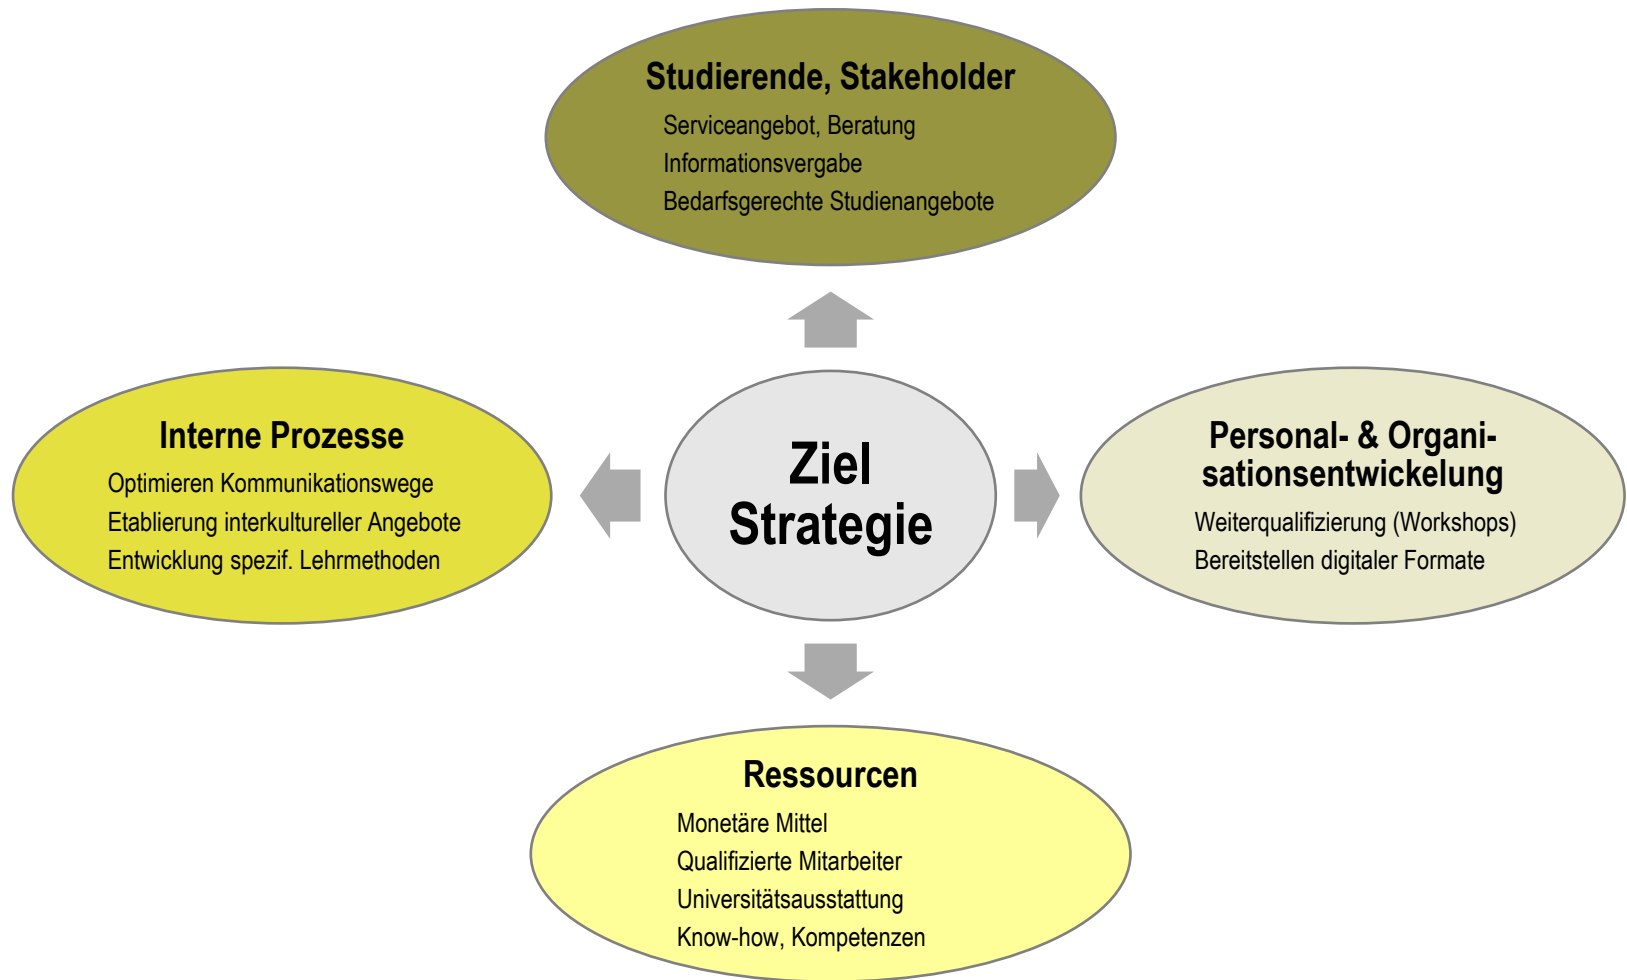 Studierende, Stakeholder
Serviceangebot, Beratung
Informationsvergabe
Bedarfsgerechte Studienangebote
Interne Prozesse
Optimieren Kommunikationswege
Etablierung interkultureller Angebote
Entwicklung spezif. Lehrmethoden
Ziel
Strategie
Personal- & Organi-
sationsentwickelung
Weiterqualifizierung (Workshops)
Bereitstellen digitaler Formate
Ressourcen
Monetäre Mittel
Qualifizierte Mitarbeiter
Universitätsausstattung
Know-how, Kompetenzen